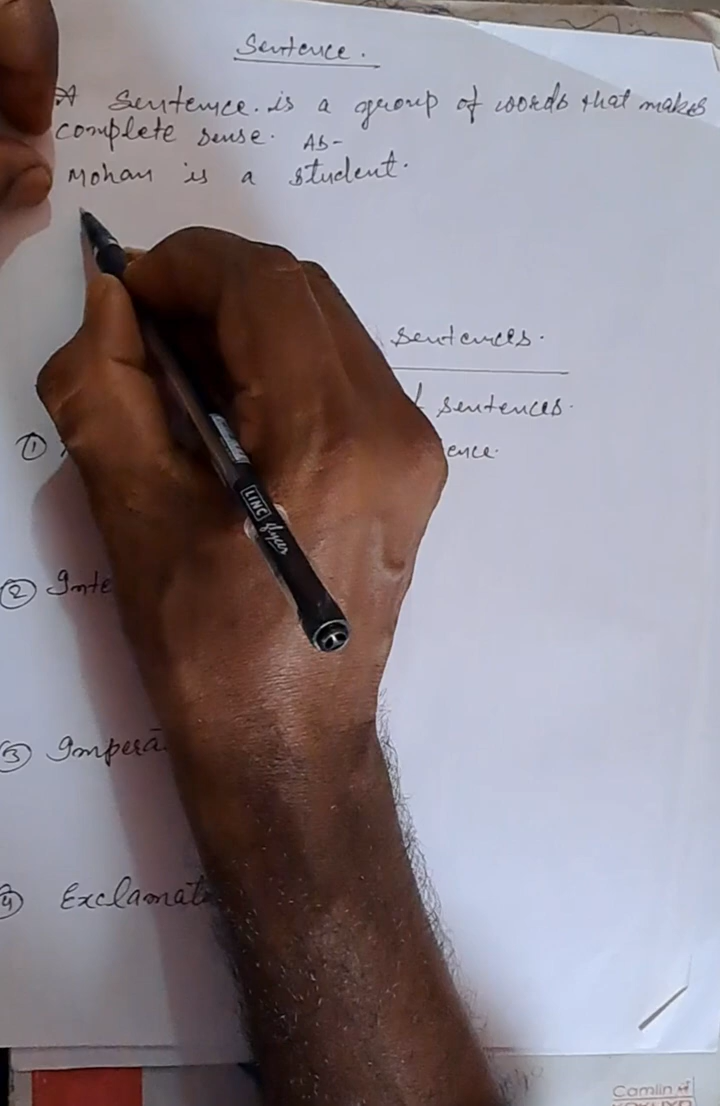 Sentence.
A Sentence. is a group of words that makes
complete sense. As-
Mohan is a student.
sentences.
sentences.
① ence.
② Inte
③ Impera
④ Exclamat
LINC glycer
Camlin